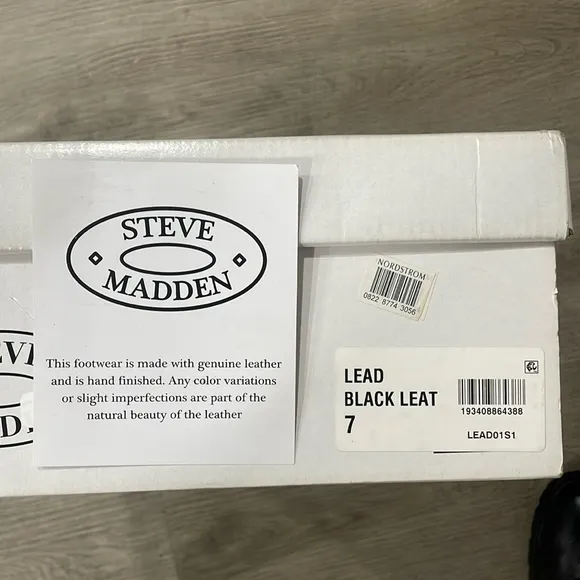 STEVE
MADDEN
This footwear is made with genuine leather
and is hand finished. Any color variations
or slight imperfections are part of the
natural beauty of the leather
NORDSTROM
0822 8774 3056
LEAD
BLACK LEAT
7
193408864388
LEAD01S1
STEVE